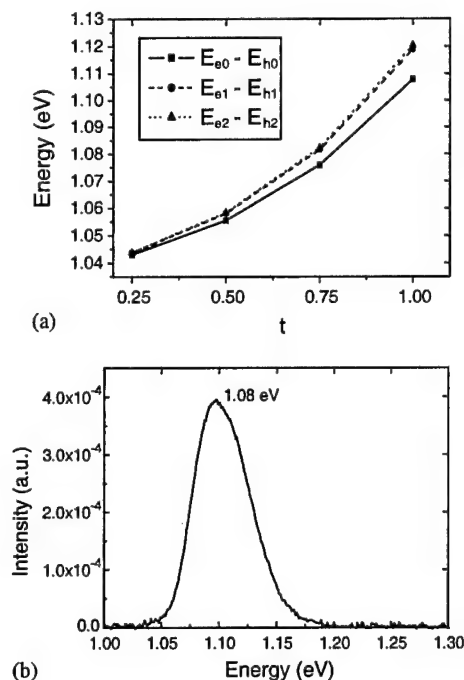 1.13
1.12
1.11
1.10
1.09
1.08
1.07
1.06
1.05
1.04
Energy (eV)
E_e0 - E_h0
E_e1 - E_h1
E_e2 - E_h2
0.25 0.50 0.75 1.00
t
(a)
4.0x10⁻⁴
3.0x10⁻⁴
2.0x10⁻⁴
1.0x10⁻⁴
0.0
Intensity (a.u.)
1.08 eV
1.00 1.05 1.10 1.15 1.20 1.25 1.30
Energy (eV)
(b)